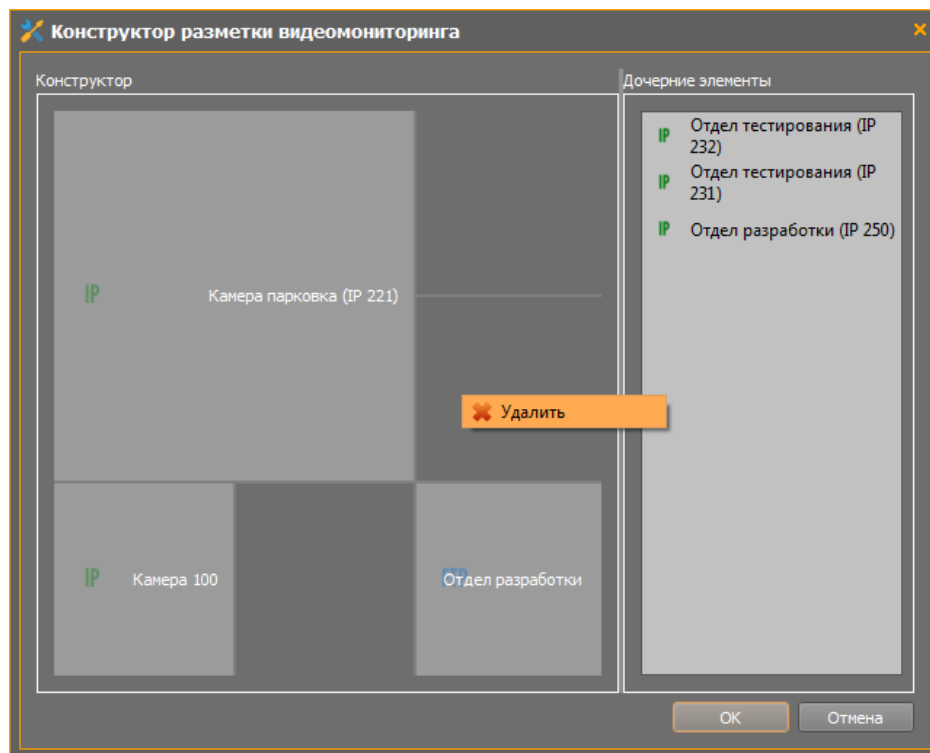 Конструктор разметки видеомониторинга
Конструктор
Дочерние элементы
IP Камера парковка (IP 221)
IP Камера 100
FTP Отдел разработки
Удалить
IP Отдел тестирования (IP
232)
IP Отдел тестирования (IP
231)
IP Отдел разработки (IP 250)
OK
Отмена